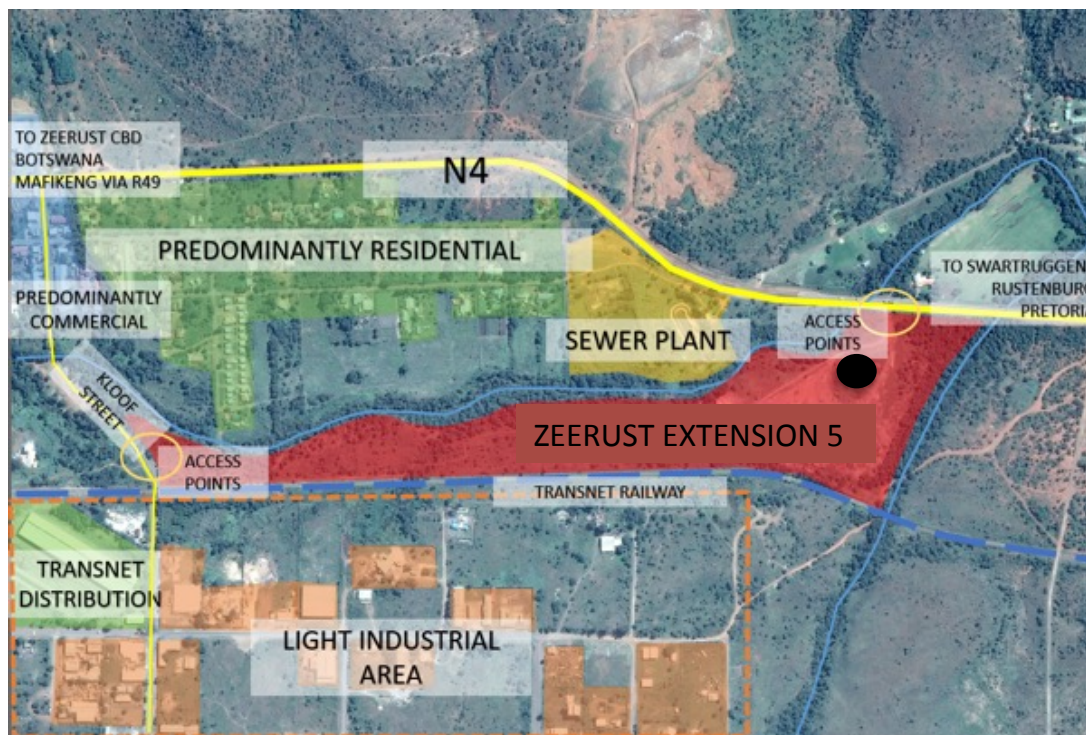 TO ZEERUST CBD
BOTSWANA
MAFIKENG VIA R49
N4
PREDOMINANTLY RESIDENTIAL
TO SWARTRUGGEN
RUSTENBURG
PRETORIA
PREDOMINANTLY
COMMERCIAL
ACCESS
POINTS
SEWER PLANT
KLOOF
STREET
ZEERUST EXTENSION 5
ACCESS
POINTS
TRANSNET RAILWAY
TRANSNET
DISTRIBUTION
LIGHT INDUSTRIAL
AREA